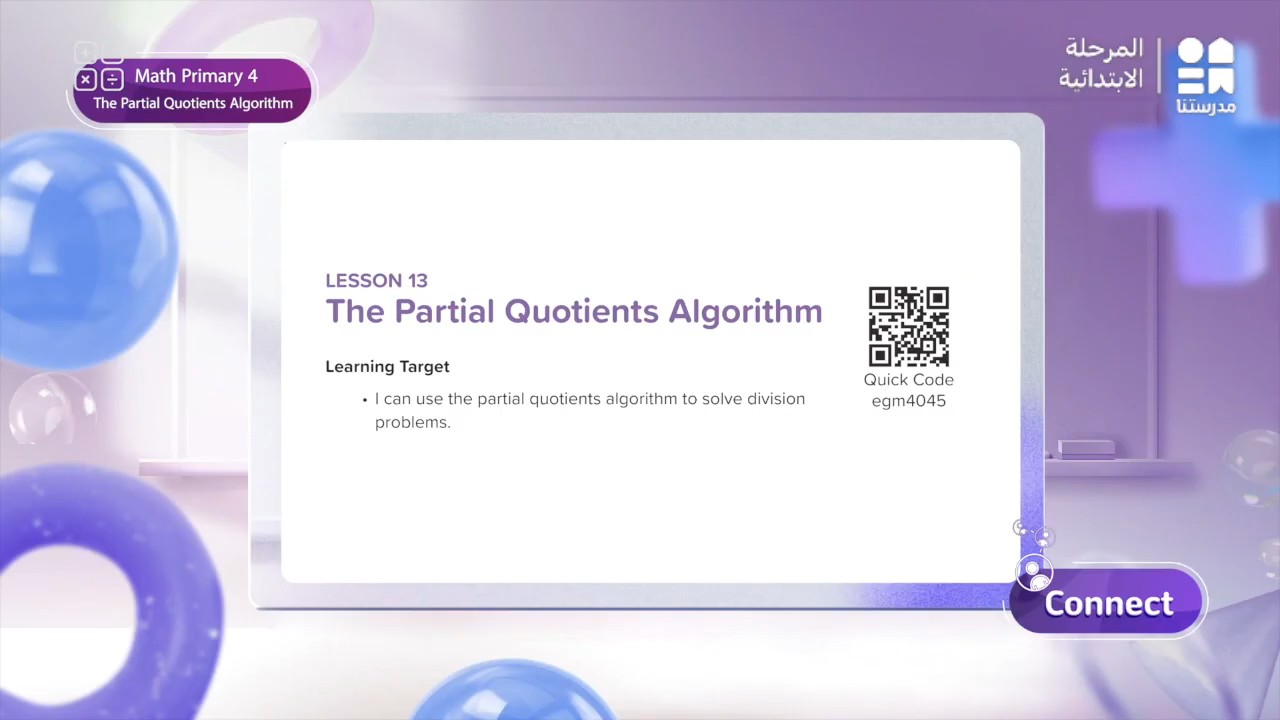 Math Primary 4
The Partial Quotients Algorithm
المرحلة
الابتدائية
مدرستنا
LESSON 13
The Partial Quotients Algorithm
Learning Target
• I can use the partial quotients algorithm to solve division
problems.
Quick Code
egm4045
Connect